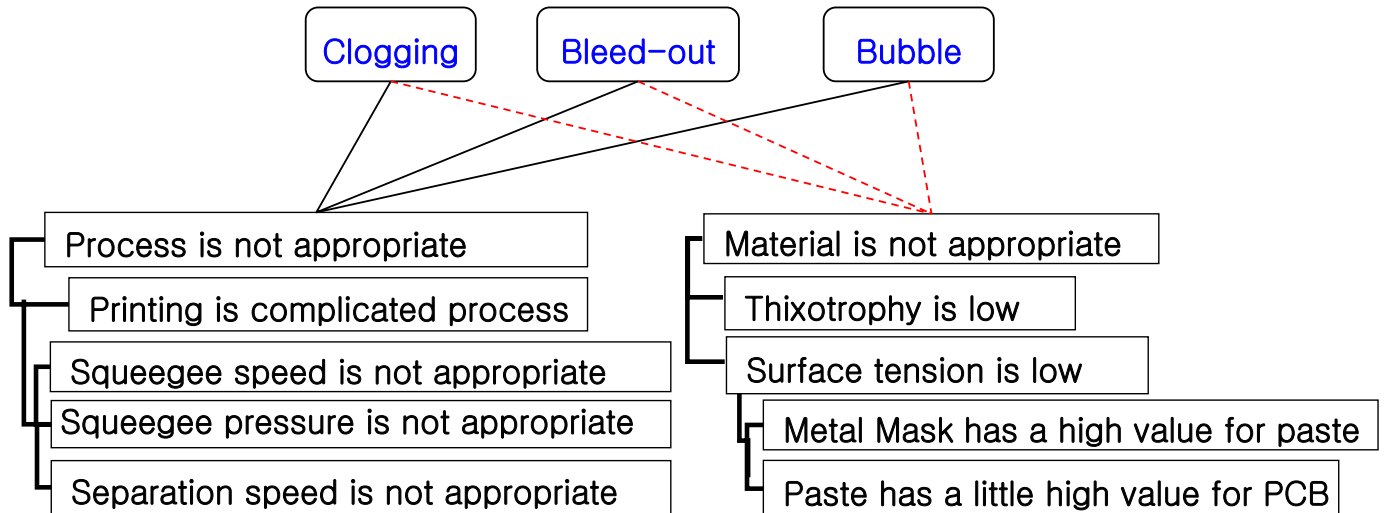 Clogging
Bleed-out
Bubble
Process is not appropriate
Printing is complicated process
Squeegee speed is not appropriate
Squeegee pressure is not appropriate
Separation speed is not appropriate
Material is not appropriate
Thixotrophy is low
Surface tension is low
Metal Mask has a high value for paste
Paste has a little high value for PCB